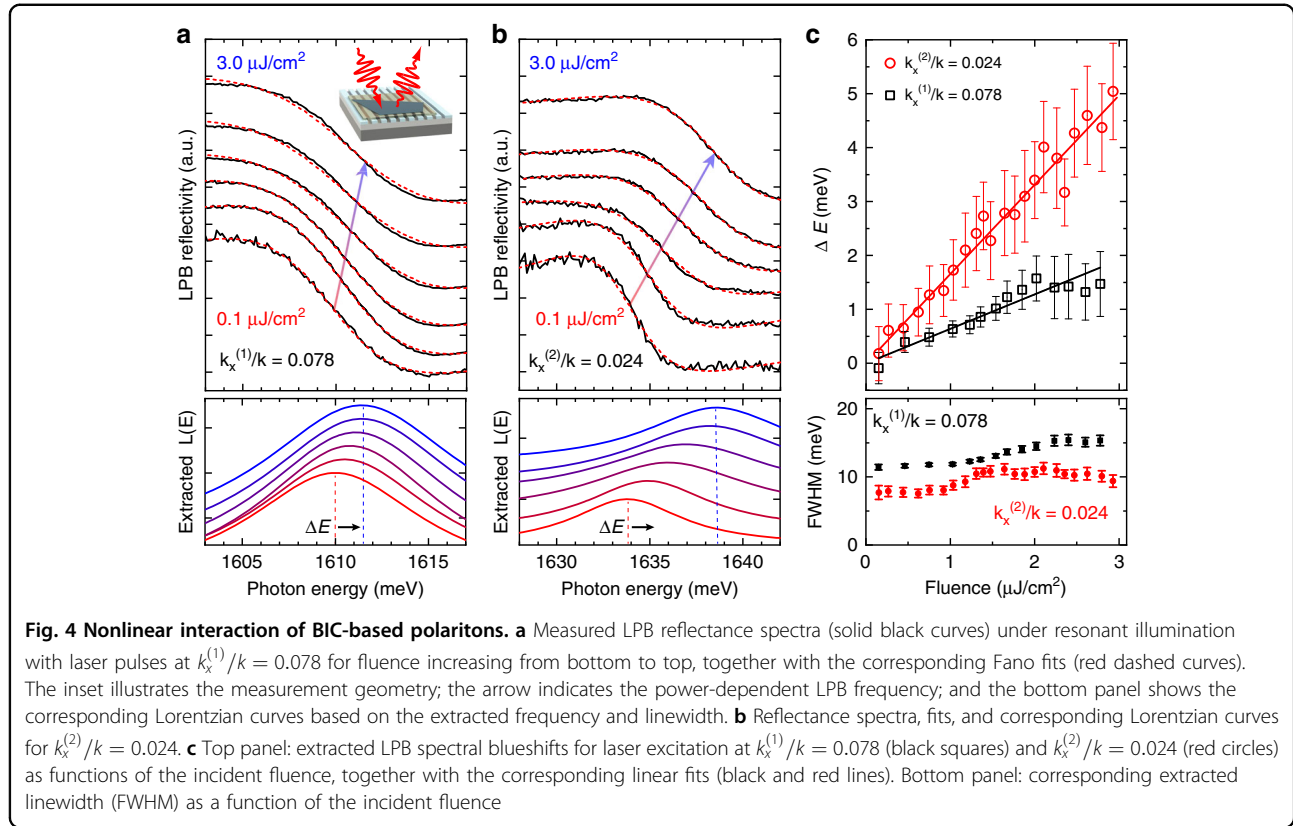 a
3.0 μJ/cm²
LPB reflectivity (a.u.)
0.1 μJ/cm²
kₓ⁽¹⁾/k = 0.078
Extracted L(E)
ΔE
1605 1610 1615
Photon energy (meV)
b
3.0 μJ/cm²
LPB reflectivity (a.u.)
0.1 μJ/cm²
kₓ⁽²⁾/k = 0.024
Extracted L(E)
ΔE
1630 1635 1640
Photon energy (meV)
c
6
5
4
3
2
1
0
Δ E (meV)
kₓ⁽²⁾/k = 0.024
kₓ⁽¹⁾/k = 0.078
20
15
10
5
0
FWHM (meV)
kₓ⁽¹⁾/k = 0.078
kₓ⁽²⁾/k = 0.024
0 1 2 3
Fluence (μJ/cm²)
Fig. 4 Nonlinear interaction of BIC-based polaritons. a Measured LPB reflectance spectra (solid black curves) under resonant illumination
with laser pulses at kₓ⁽¹⁾/k = 0.078 for fluence increasing from bottom to top, together with the corresponding Fano fits (red dashed curves).
The inset illustrates the measurement geometry; the arrow indicates the power-dependent LPB frequency; and the bottom panel shows the
corresponding Lorentzian curves based on the extracted frequency and linewidth. b Reflectance spectra, fits, and corresponding Lorentzian curves
for kₓ⁽²⁾/k = 0.024. c Top panel: extracted LPB spectral blueshifts for laser excitation at kₓ⁽¹⁾/k = 0.078 (black squares) and kₓ⁽²⁾/k = 0.024 (red circles)
as functions of the incident fluence, together with the corresponding linear fits (black and red lines). Bottom panel: corresponding extracted
linewidth (FWHM) as a function of the incident fluence